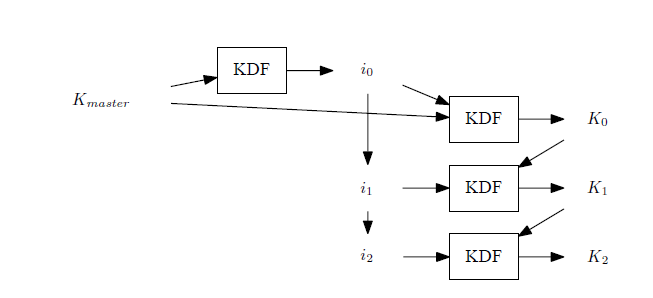 KDF i₀
K_master
KDF K₀
i₁ KDF K₁
i₂ KDF K₂